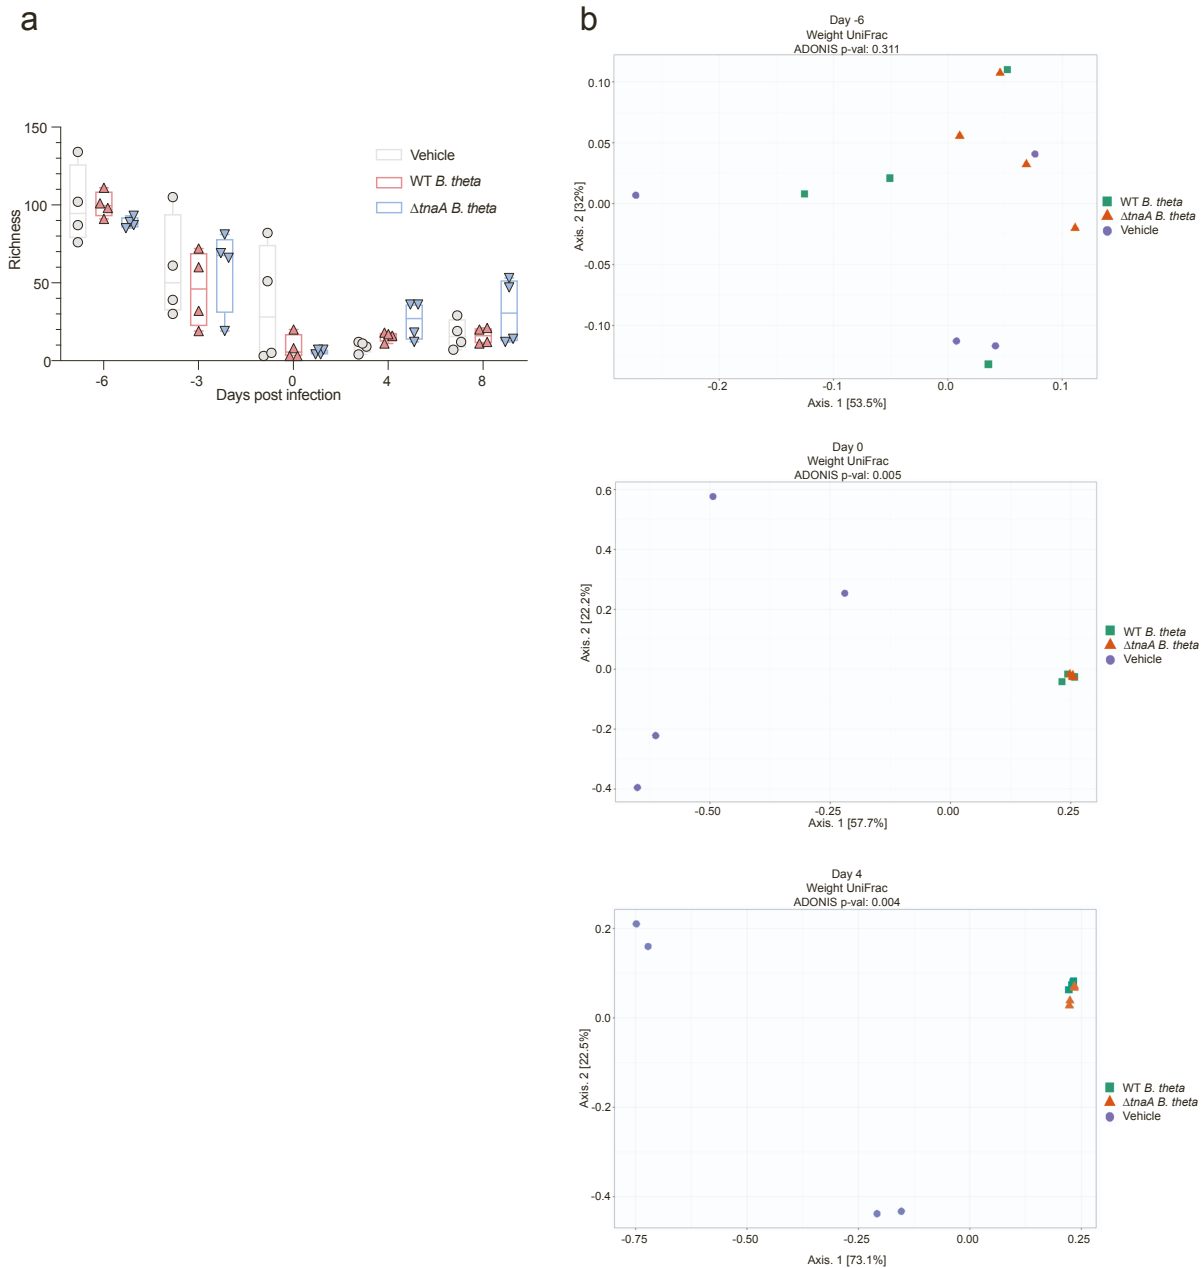 a
150
100
50
0
Richness
-6
-3
0
4
8
Days post infection
Vehicle
WT B. theta
ΔtnaA B. theta
b
Day -6
Weight UniFrac
ADONIS p-val: 0.311
0.10
0.05
0.00
-0.05
-0.10
Axis. 2 [32%]
-0.2
-0.1
0.0
0.1
Axis. 1 [53.5%]
WT B. theta
ΔtnaA B. theta
Vehicle
Day 0
Weight UniFrac
ADONIS p-val: 0.005
0.6
0.4
0.2
0.0
-0.2
-0.4
Axis. 2 [22.2%]
-0.50
-0.25
0.00
0.25
Axis. 1 [57.7%]
WT B. theta
ΔtnaA B. theta
Vehicle
Day 4
Weight UniFrac
ADONIS p-val: 0.004
0.2
0.0
-0.2
-0.4
Axis. 2 [22.5%]
-0.75
-0.50
-0.25
0.00
0.25
Axis. 1 [73.1%]
WT B. theta
ΔtnaA B. theta
Vehicle